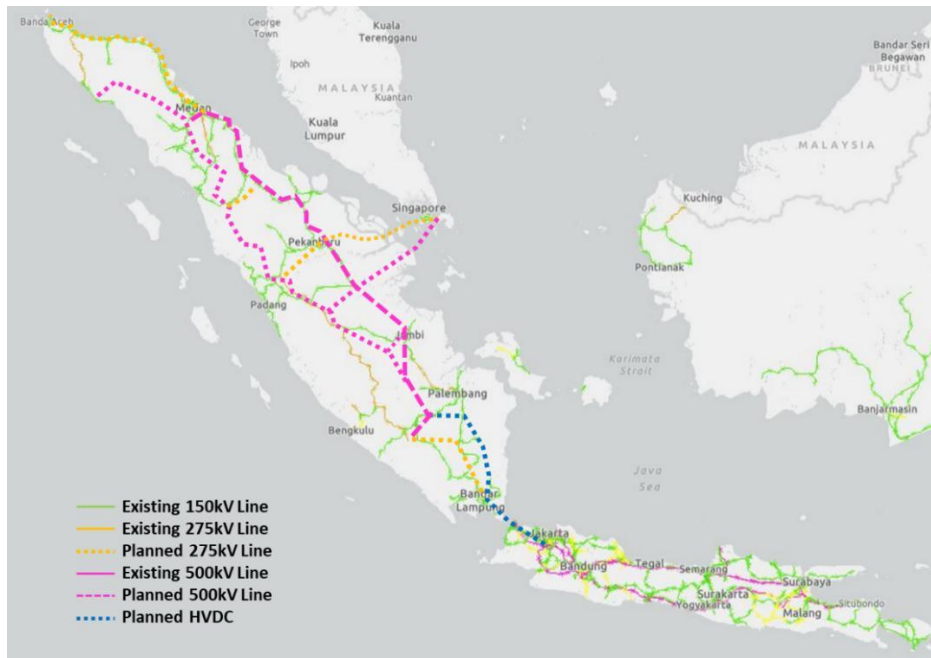 Banda Aceh
George
Town
Kuala
Terengganu
Bandar Seri
Begawan
BRUNEI
Ipoh
MALAYSIA
Kuantan
Medan
Kuala
Lumpur
MALAYSIA
Kuching
Singapore
Pekanbaru
Pontianak
Padang
Jambi
Karimata
Strait
Palembang
Banjarmasin
Bengkulu
Java
Sea
Bandar
Lampung
Jakarta
Bandung
Tegal
Semarang
Surabaya
Surakarta
Yogyakarta
Situbondo
Malang
Existing 150kV Line
Existing 275kV Line
Planned 275kV Line
Existing 500kV Line
Planned 500kV Line
Planned HVDC